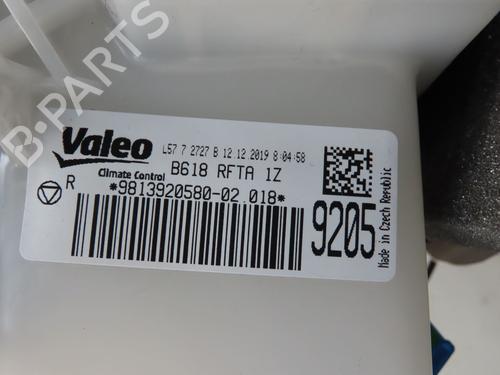 B-PARTS
Valeo
L57 7 2727 B 12.12.2019 8:04:58
Climate Control
B618 RFTA 1Z
R
*9813920580-02.018*
9205
Made in Czech Republic